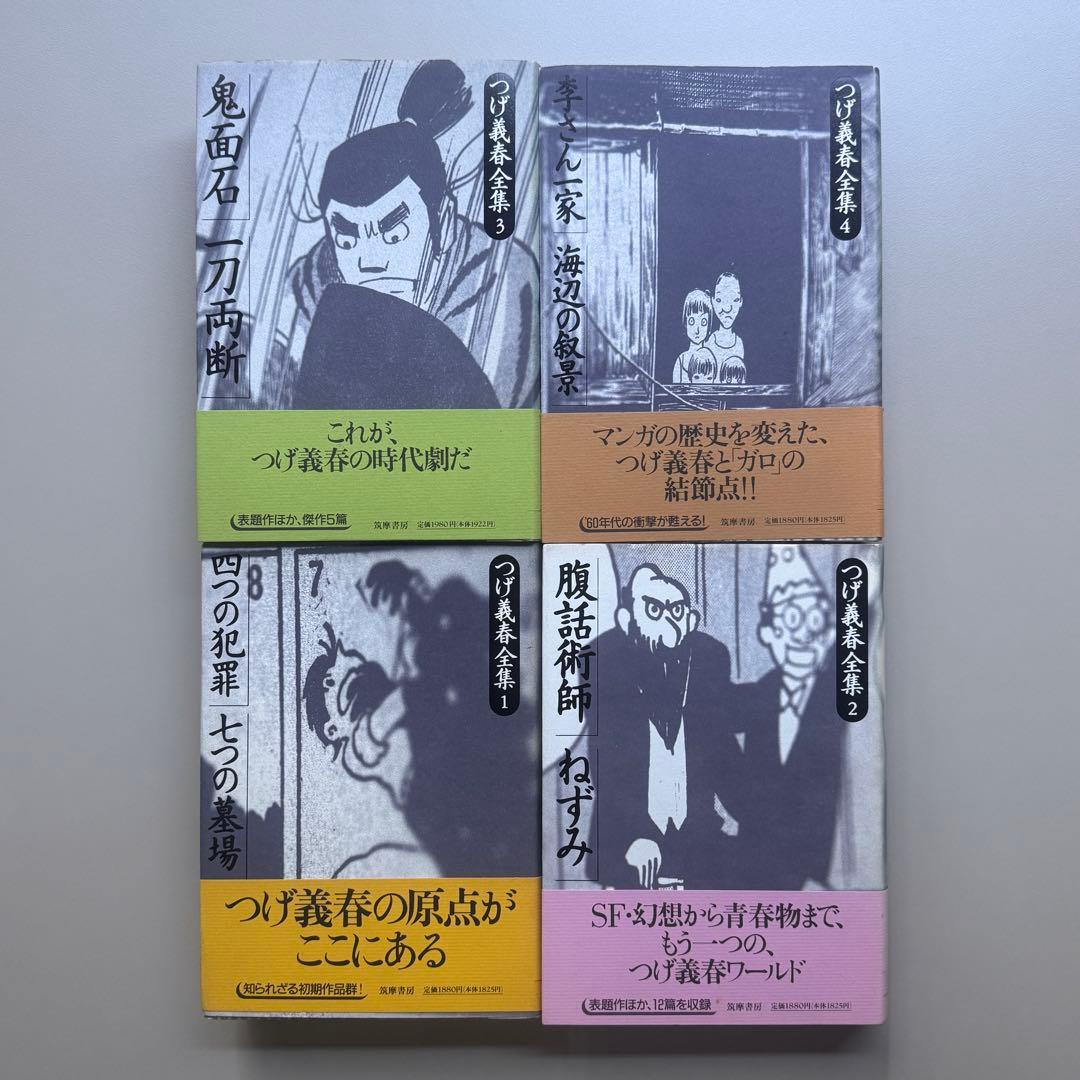 鬼面石
一刀両断
つげ義春全集 3
これが、
つげ義春の時代劇だ
表題作ほか、傑作5篇
筑摩書房
定価1980円(本体1922円)
李さん一家
海辺の叙景
つげ義春全集 4
マンガの歴史を変えた、
つげ義春と「ガロ」の
結節点!!
'60年代の衝撃が甦える!
筑摩書房
定価1880円(本体1825円)
四つの犯罪
七つの墓場
8
7
つげ義春全集 1
つげ義春の原点が
ここにある
知られざる初期作品群!
筑摩書房
定価1880円(本体1825円)
腹話術師
ねずみ
つげ義春全集 2
SF・幻想から青春物まで、
もう一つの、
つげ義春ワールド
表題作ほか、12篇を収録
筑摩書房
定価1880円(本体1825円)